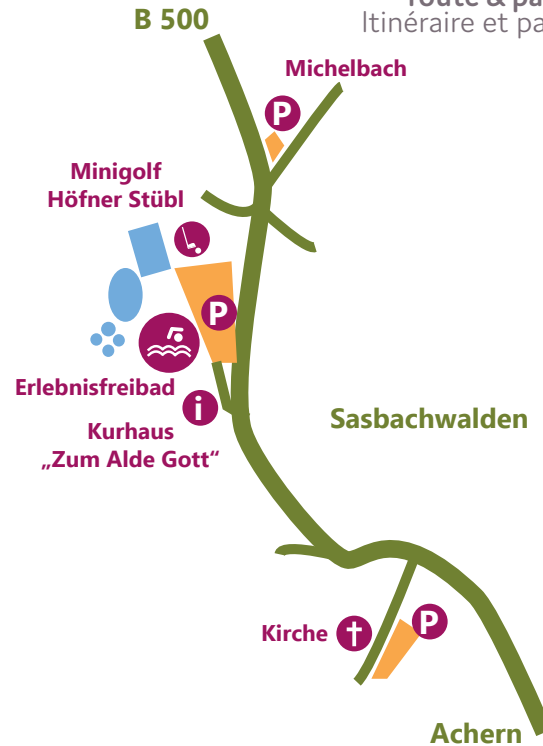 B 500
Itinéraire et pa
Michelbach
P
Minigolf
Höfner Stübl
P
Erlebnisfreibad
i
Kurhaus
„Zum Alde Gott“
Sasbachwalden
Kirche
P
Achern